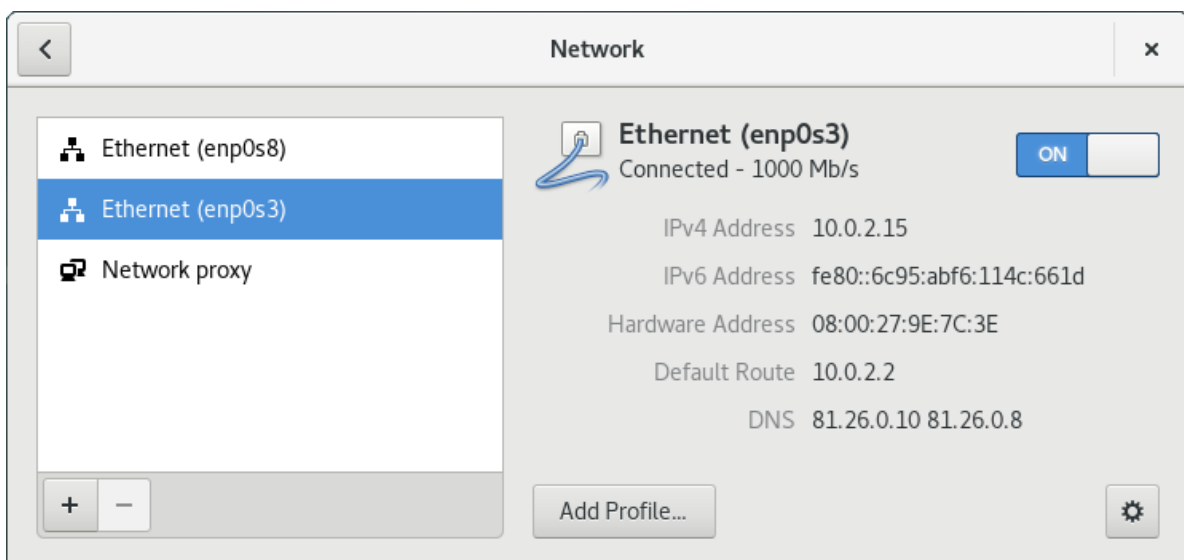 Network
Ethernet (enp0s8)
Ethernet (enp0s3)
Network proxy
Ethernet (enp0s3)
Connected - 1000 Mb/s
ON
IPv4 Address 10.0.2.15
IPv6 Address fe80::6c95:abf6:114c:661d
Hardware Address 08:00:27:9E:7C:3E
Default Route 10.0.2.2
DNS 81.26.0.10 81.26.0.8
Add Profile...